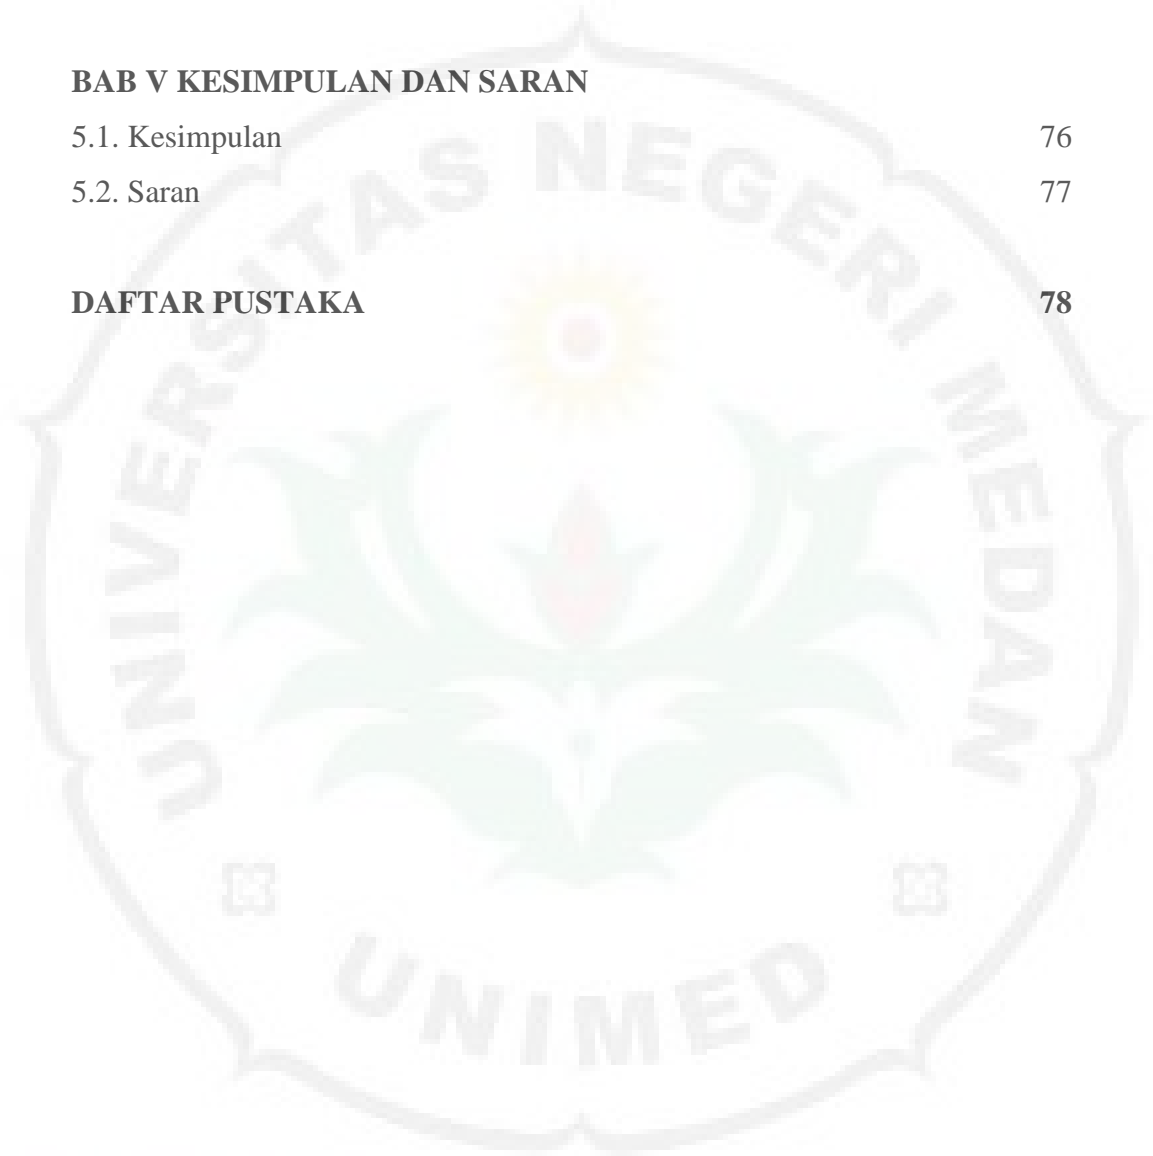 BAB V KESIMPULAN DAN SARAN
5.1. Kesimpulan 76
5.2. Saran 77
DAFTAR PUSTAKA 78
UNIVERSITAS NEGERI MEDAN
UNIMED